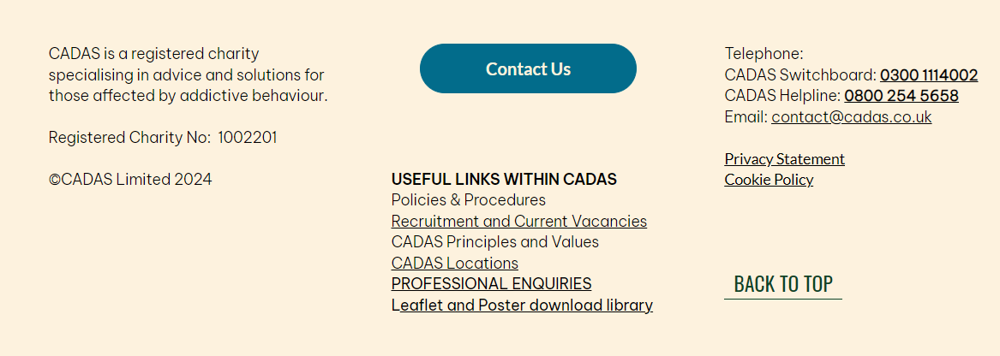 CADAS is a registered charity
specialising in advice and solutions for
those affected by addictive behaviour.
Registered Charity No:  1002201
©CADAS Limited 2024
Contact Us
USEFUL LINKS WITHIN CADAS
Policies & Procedures
Recruitment and Current Vacancies
CADAS Principles and Values
CADAS Locations
PROFESSIONAL ENQUIRIES
Leaflet and Poster download library
Telephone:
CADAS Switchboard: 0300 1114002
CADAS Helpline: 0800 254 5658
Email: contact@cadas.co.uk
Privacy Statement
Cookie Policy
BACK TO TOP